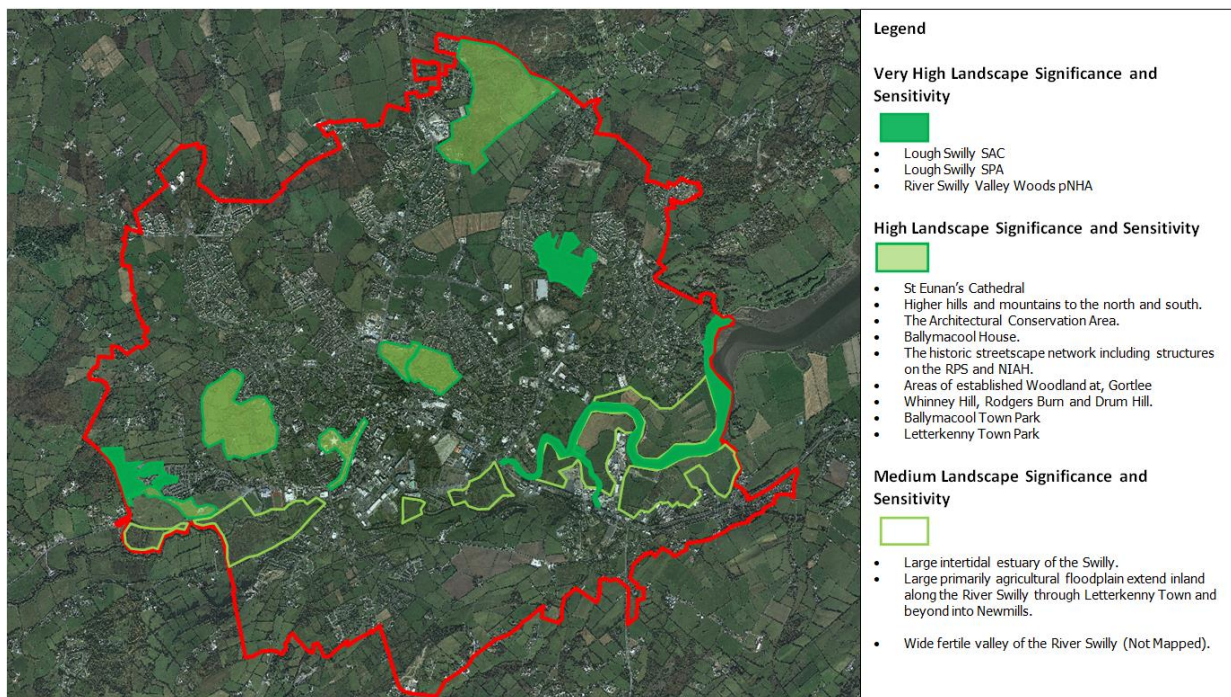 Legend
Very High Landscape Significance and
Sensitivity
• Lough Swilly SAC
• Lough Swilly SPA
• River Swilly Valley Woods pNHA
High Landscape Significance and Sensitivity
• St Eunan's Cathedral
• Higher hills and mountains to the north and south.
• The Architectural Conservation Area.
• Ballymacool House.
• The historic streetscape network including structures
on the RPS and NIAH.
• Areas of established Woodland at, Gortlee
• Whinney Hill, Rodgers Burn and Drum Hill.
• Ballymacool Town Park
• Letterkenny Town Park
Medium Landscape Significance and
Sensitivity
• Large intertidal estuary of the Swilly.
• Large primarily agricultural floodplain extend inland
along the River Swilly through Letterkenny Town and
beyond into Newmills.
• Wide fertile valley of the River Swilly (Not Mapped).